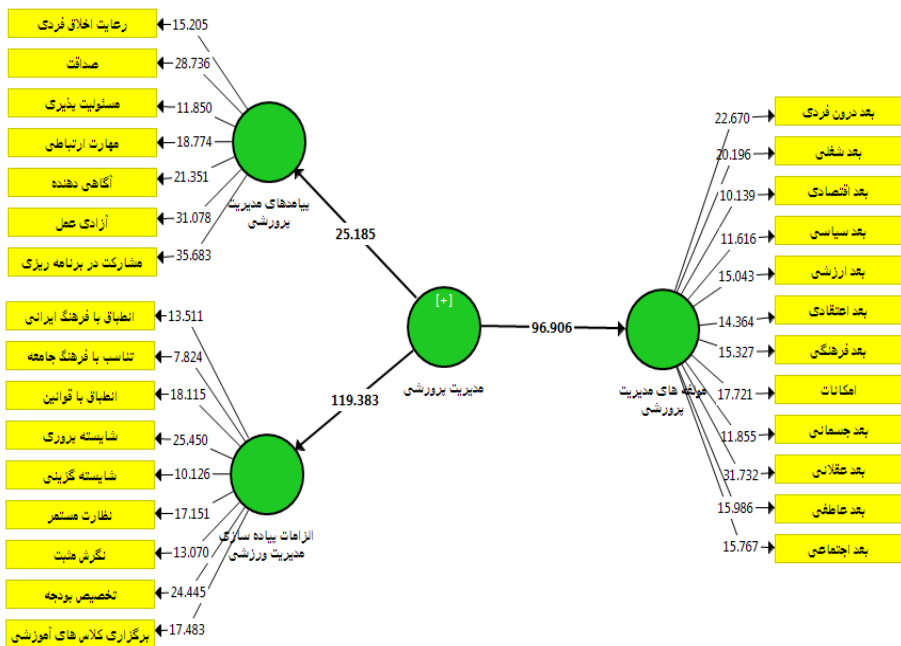 رعایت اخلاق فردی
15.205
صداقت
28.736
مسئولیت پذیری
11.850
مهارت ارتباطی
18.774
آگاهی دهنده
21.351
آزادی عمل
31.078
مشارکت در برنامه ریزی
35.683
پیامدهای مدیریت
پرورشی
25.185
انطباق با فرهنگ ایرانی
13.511
تناسب با فرهنگ جامعه
7.824
انطباق با قوانین
18.115
شایسته پروری
25.450
شایسته گزینی
10.126
نظارت مستمر
17.151
نگرش مثبت
13.070
تخصیص بودجه
24.445
برگزاری کلاس های آموزشی
17.483
الزامات پیاده سازی
مدیریت ورزشی
119.383
[+]
مدیریت پرورشی
96.906
مولفه های مدیریت
پرورشی
بعد درون فردی
22.670
بعد شغلی
20.196
بعد اقتصادی
10.139
بعد سیاسی
11.616
بعد ارزشی
15.043
بعد اعتقادی
14.364
بعد فرهنگی
15.327
امکانات
17.721
بعد جسمانی
11.855
بعد عقلانی
31.732
بعد عاطفی
15.986
بعد اجتماعی
15.767